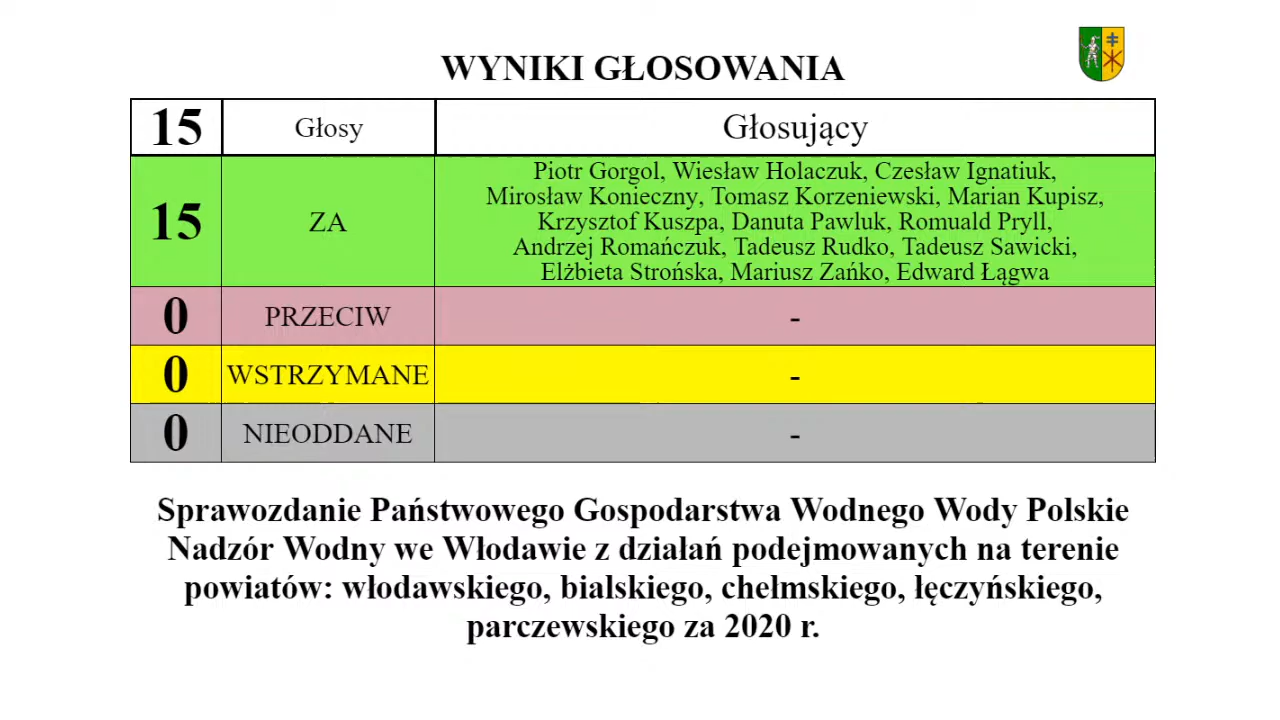 WYNIKI GŁOSOWANIA
15 Głosy Głosujący
15 ZA Piotr Gorgol, Wiesław Holaczuk, Czesław Ignatiuk,
Mirosław Konieczny, Tomasz Korzeniewski, Marian Kupisz,
Krzysztof Kuszpa, Danuta Pawluk, Romuald Pryll,
Andrzej Romańczuk, Tadeusz Rudko, Tadeusz Sawicki,
Elżbieta Strońska, Mariusz Zańko, Edward Łągwa
0 PRZECIW -
0 WSTRZYMANE -
0 NIEODDANE -
Sprawozdanie Państwowego Gospodarstwa Wodnego Wody Polskie
Nadzór Wodny we Włodawie z działań podejmowanych na terenie
powiatów: włodawskiego, bialskiego, chełmskiego, łęczyńskiego,
parczewskiego za 2020 r.